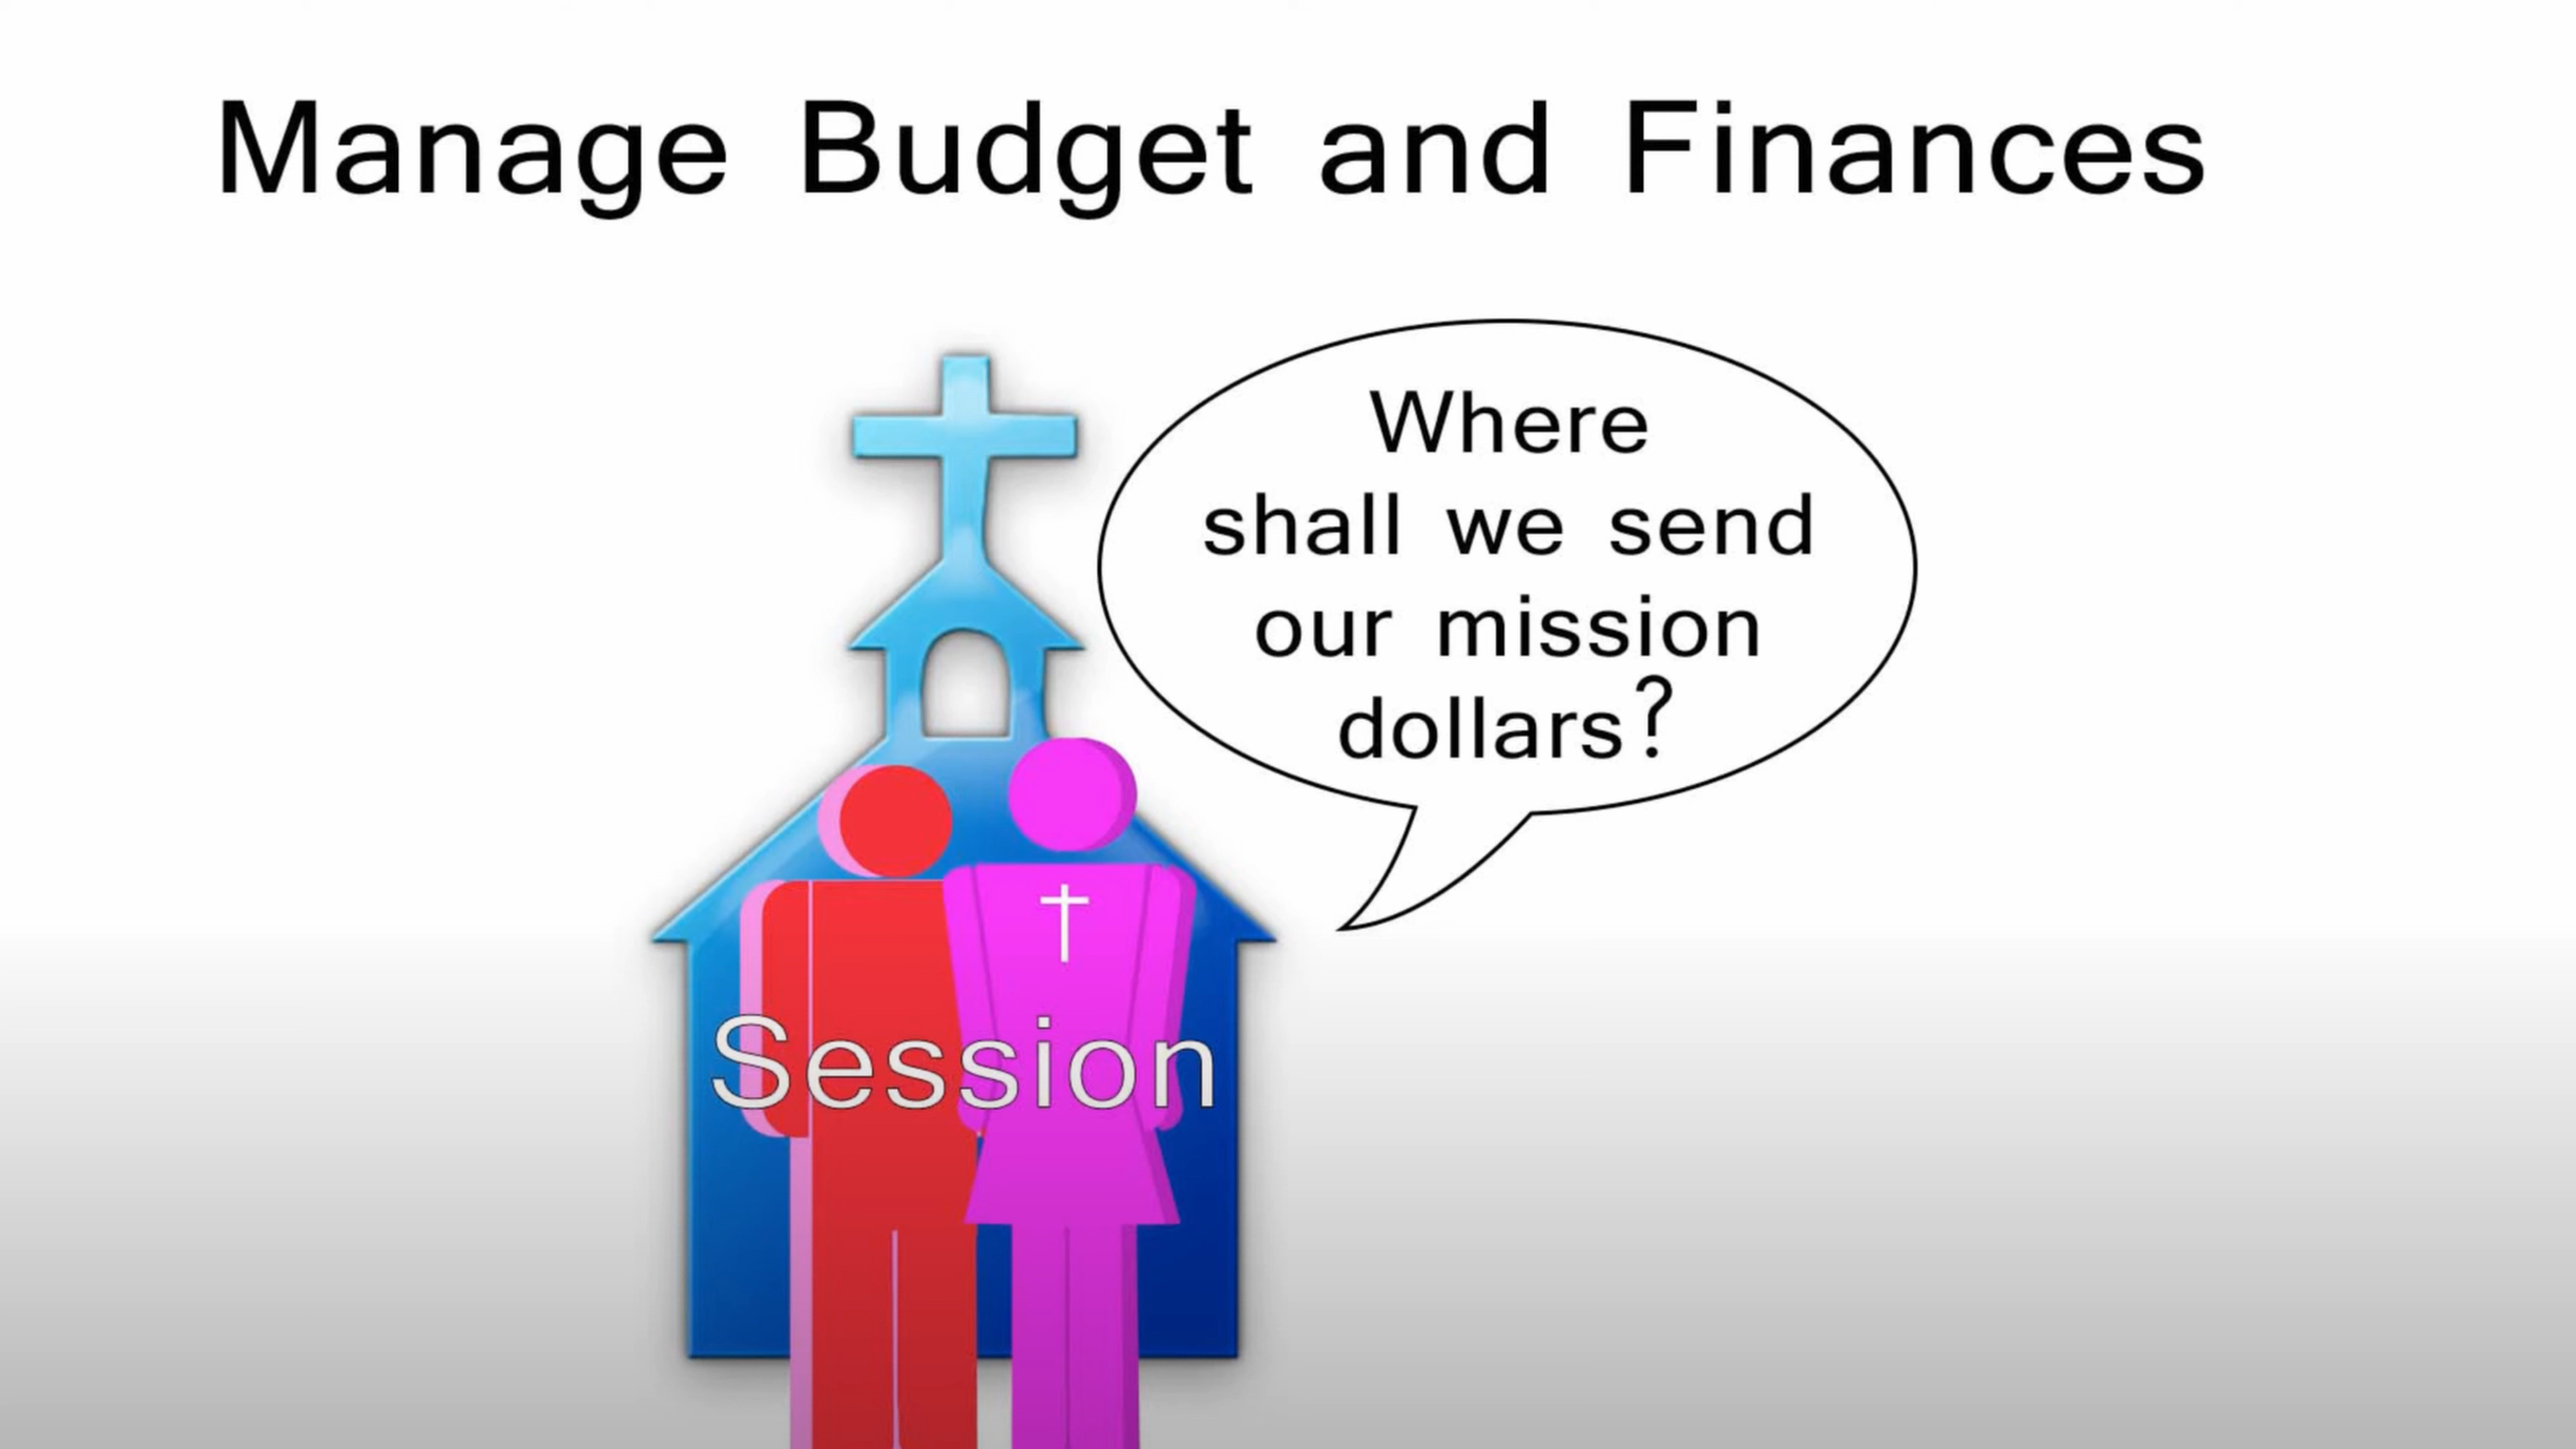 Manage Budget and Finances
Where
shall we send
our mission
dollars?
Session